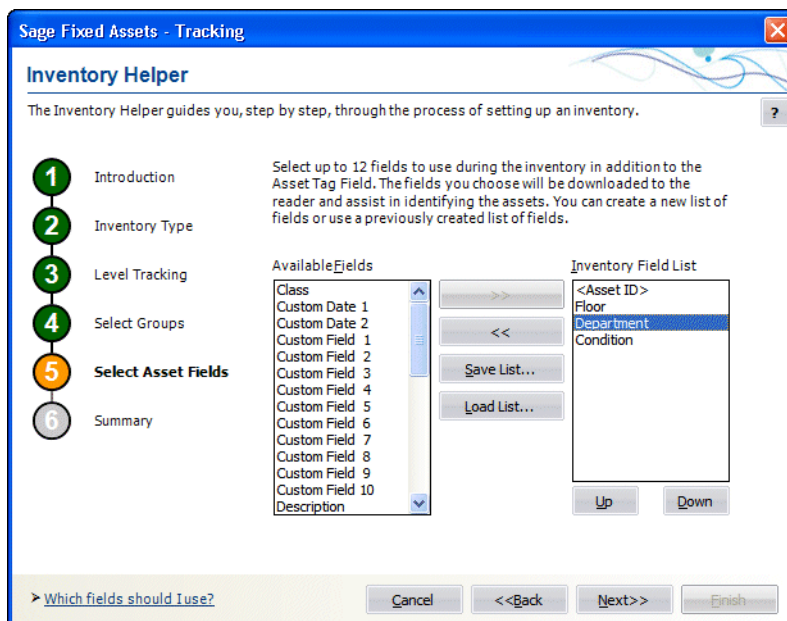 Sage Fixed Assets - Tracking
Inventory Helper
The Inventory Helper guides you, step by step, through the process of setting up an inventory.
?
1 Introduction
2 Inventory Type
3 Level Tracking
4 Select Groups
5 Select Asset Fields
6 Summary
Select up to 12 fields to use during the inventory in addition to the
Asset Tag Field. The fields you choose will be downloaded to the
reader and assist in identifying the assets. You can create a new list of
fields or use a previously created list of fields.
Available Fields
Class
Custom Date 1
Custom Date 2
Custom Field 1
Custom Field 2
Custom Field 3
Custom Field 4
Custom Field 5
Custom Field 6
Custom Field 7
Custom Field 8
Custom Field 9
Custom Field 10
Description
>>
<<
Save List...
Load List...
Inventory Field List
<Asset ID>
Floor
Department
Condition
Up
Down
Which fields should I use?
Cancel
<<Back
Next>>
Finish